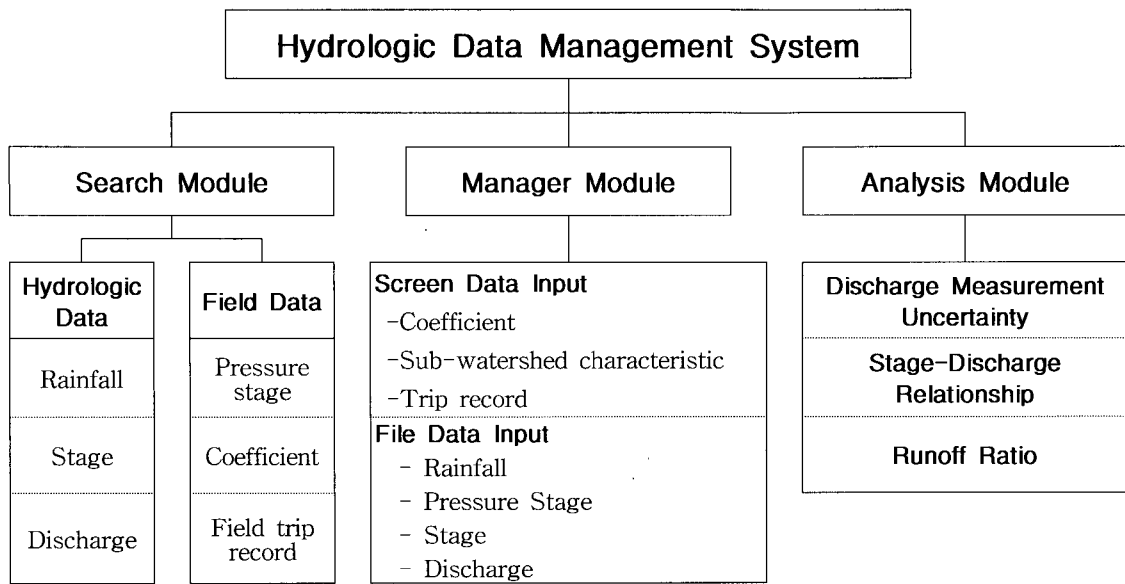 Hydrologic Data Management System
Search Module
Manager Module
Analysis Module
Hydrologic
Data
Rainfall
Stage
Discharge
Field Data
Pressure
stage
Coefficient
Field trip
record
Screen Data Input
-Coefficient
-Sub-watershed characteristic
-Trip record
File Data Input
- Rainfall
- Pressure Stage
- Stage
- Discharge
Discharge Measurement
Uncertainty
Stage-Discharge
Relationship
Runoff Ratio